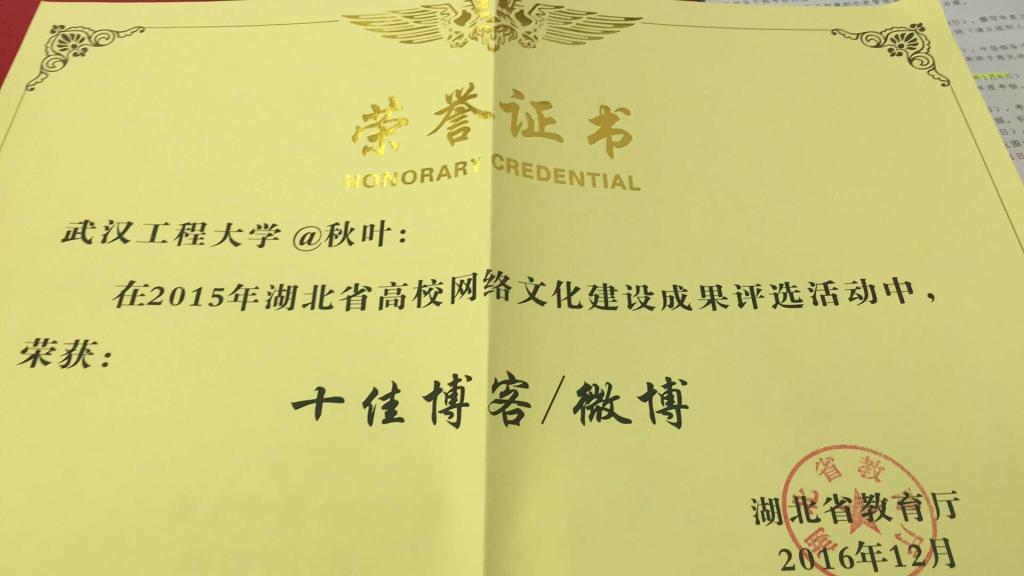 荣誉证书
HONORARY CREDENTIAL
武汉工程大学 @秋叶：
在2015年湖北省高校网络文化建设成果评选活动中，
荣获：
十佳博客/微博
湖北省教育厅
2016年12月